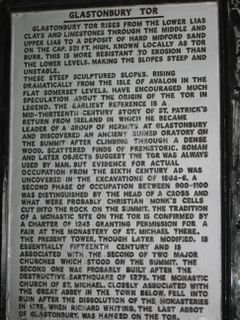 GLASTONBURY TOR
GLASTONBURY TOR RISES FROM THE LOWER LIAS
CLAYS AND LIMESTONES THROUGH THE MIDDLE AND
UPPER LIAS TO A DEPOSIT OF HARD MIDFORD SAND
ON THE CAP, 521 FT. HIGH, KNOWN LOCALLY AS TOR
BURR. THIS IS MORE RESISTANT TO EROSION THAN
THE LOWER LEVELS, MAKING THE SLOPES STEEP AND
UNSTABLE.
THESE STEEP SCULPTURED SLOPES, RISING
DRAMATICALLY FROM THE ISLE OF AVALON IN THE
FLAT SOMERSET LEVELS, HAVE ENCOURAGED MUCH
SPECULATION ABOUT THE ORIGIN OF THE TOR IN
LEGEND. THE EARLIEST REFERENCE IS A
MID-THIRTEENTH CENTURY STORY OF ST. PATRICK'S
RETURN FROM IRELAND IN WHICH HE BECAME
LEADER OF A GROUP OF HERMITS AT GLASTONBURY
AND DISCOVERED AN ANCIENT RUINED ORATORY ON
THE SUMMIT AFTER CLIMBING THROUGH A DENSE
WOOD. SCATTERED FINDS OF PREHISTORIC, ROMAN
AND LATER OBJECTS SUGGEST THE TOR WAS ALWAYS
USED BY MAN, BUT EVIDENCE FOR ACTUAL
OCCUPATION FROM THE SIXTH CENTURY AD WAS
UNCOVERED IN THE EXCAVATIONS OF 1964-6. A
SECOND PHASE OF OCCUPATION BETWEEN 900-1100
WAS DISTINGUISHED BY THE HEAD OF A CROSS AND
WHAT WERE PROBABLY CHRISTIAN MONK'S CELLS
CUT INTO THE ROCK ON THE SUMMIT. THE TRADITION
OF A MONASTIC SITE ON THE TOR IS CONFIRMED BY
A CHARTER OF 1243 GRANTING PERMISSION FOR A
FAIR AT THE MONASTERY OF ST. MICHAEL THERE.
THE PRESENT TOWER, THOUGH LATER MODIFIED, IS
ESSENTIALLY FIFTEENTH CENTURY AND IS
ASSOCIATED WITH THE SECOND OF TWO MAJOR
CHURCHES WHICH STOOD ON THE SUMMIT. THE
SECOND ONE WAS PROBABLY BUILT AFTER THE
DESTRUCTIVE EARTHQUAKE OF 1275. THE MONASTIC
CHURCH OF ST. MICHAEL, CLOSELY ASSOCIATED WITH
THE GREAT ABBEY IN THE TOWN BELOW, FELL INTO
RUIN AFTER THE DISSOLUTION OF THE MONASTERIES
IN 1539, WHEN RICHARD WHITING, THE LAST ABBOT
OF GLASTONBURY, WAS HANGED ON THE TOR.